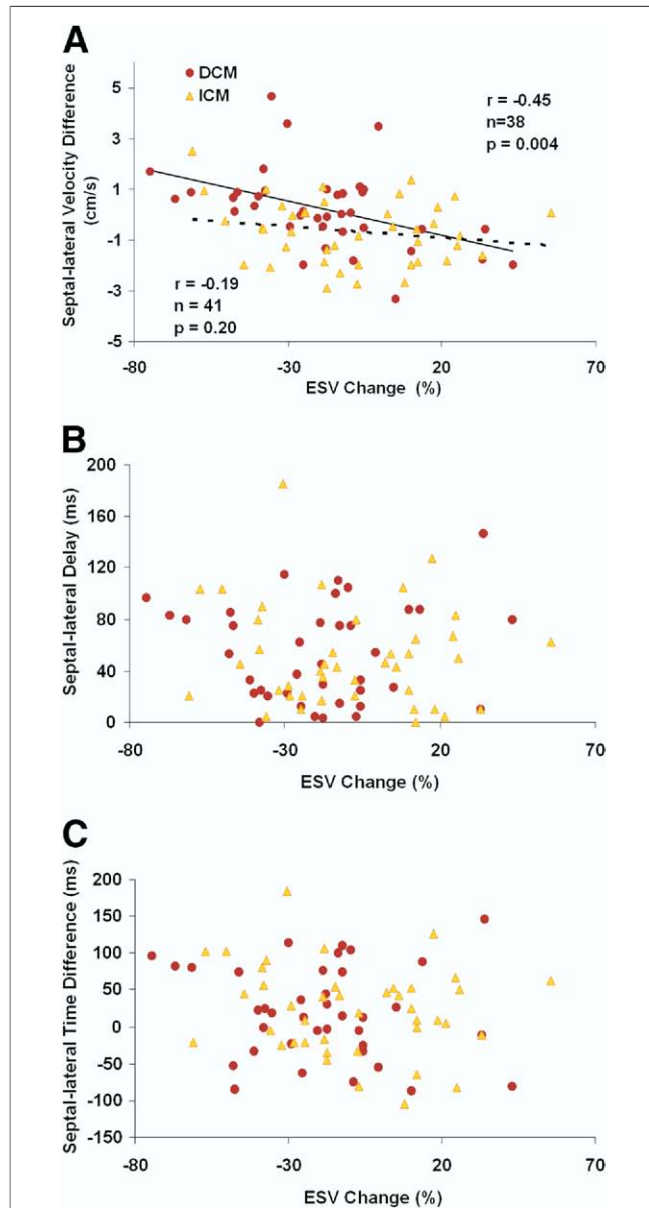 A
DCM
ICM
r = -0.45
n=38
p = 0.004
Septal-lateral Velocity Difference
(cm/s)
5
3
1
-1
-3
-5
r = -0.19
n = 41
p = 0.20
-80 -30 20 70
ESV Change (%)
B
Septal-lateral Delay (ms)
200
160
120
80
40
0
-80 -30 20 70
ESV Change (%)
C
Septal-lateral Time Difference (ms)
200
150
100
50
0
-50
-100
-150
-80 -30 20 70
ESV Change (%)